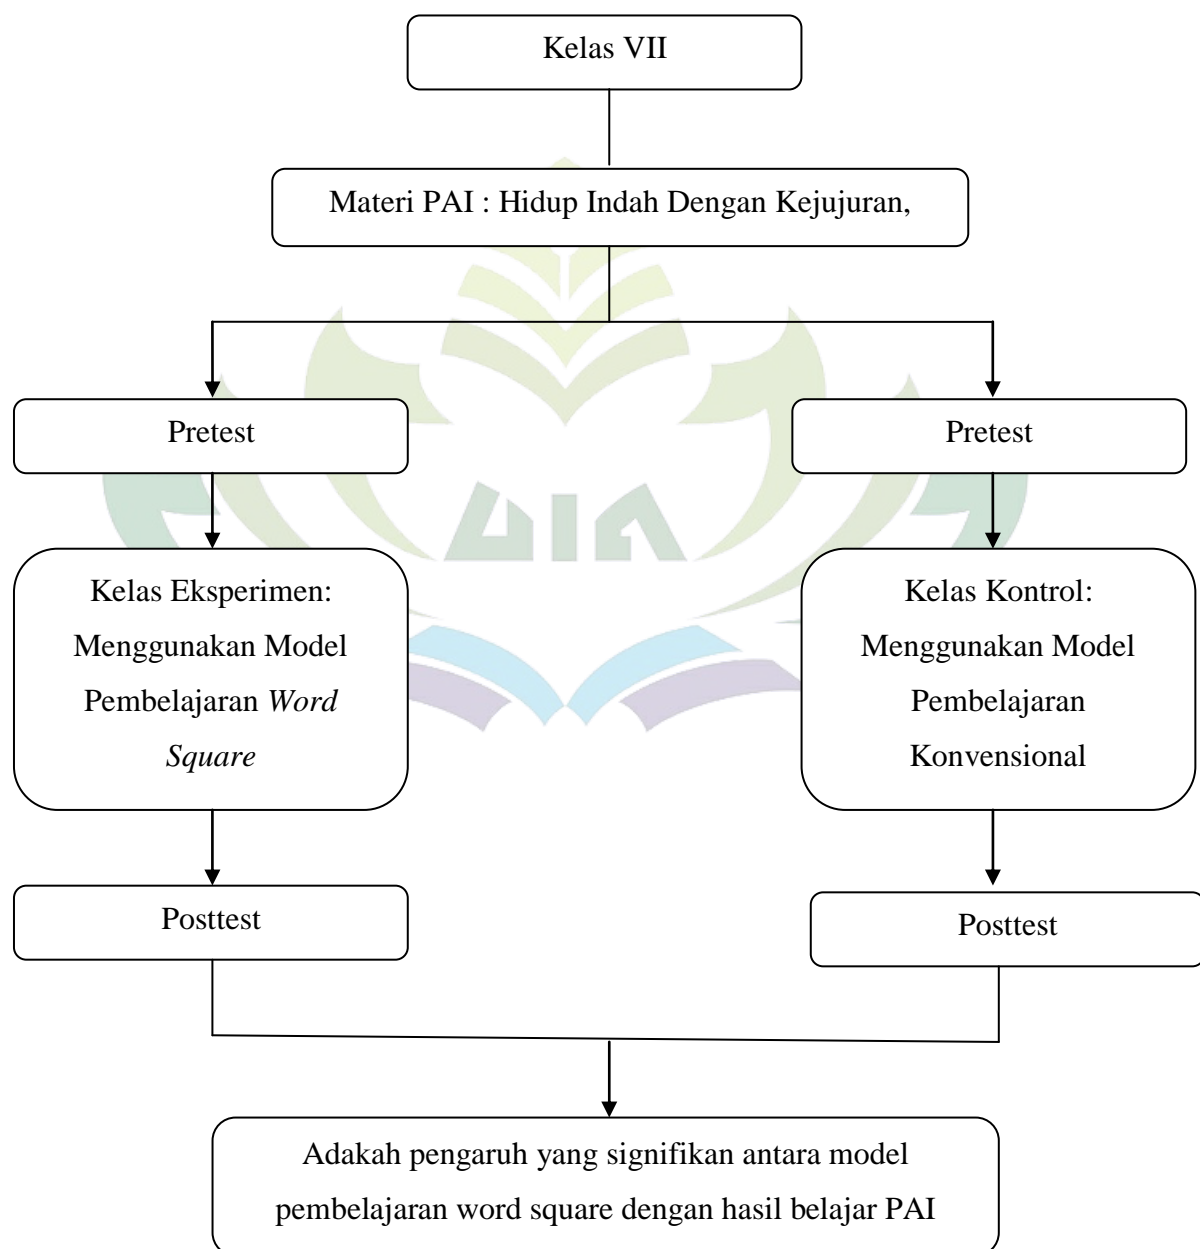 Kelas VII
Materi PAI : Hidup Indah Dengan Kejujuran,
Pretest
Pretest
Kelas Eksperimen:
Menggunakan Model
Pembelajaran Word
Square
Kelas Kontrol:
Menggunakan Model
Pembelajaran
Konvensional
Posttest
Posttest
Adakah pengaruh yang signifikan antara model
pembelajaran word square dengan hasil belajar PAI